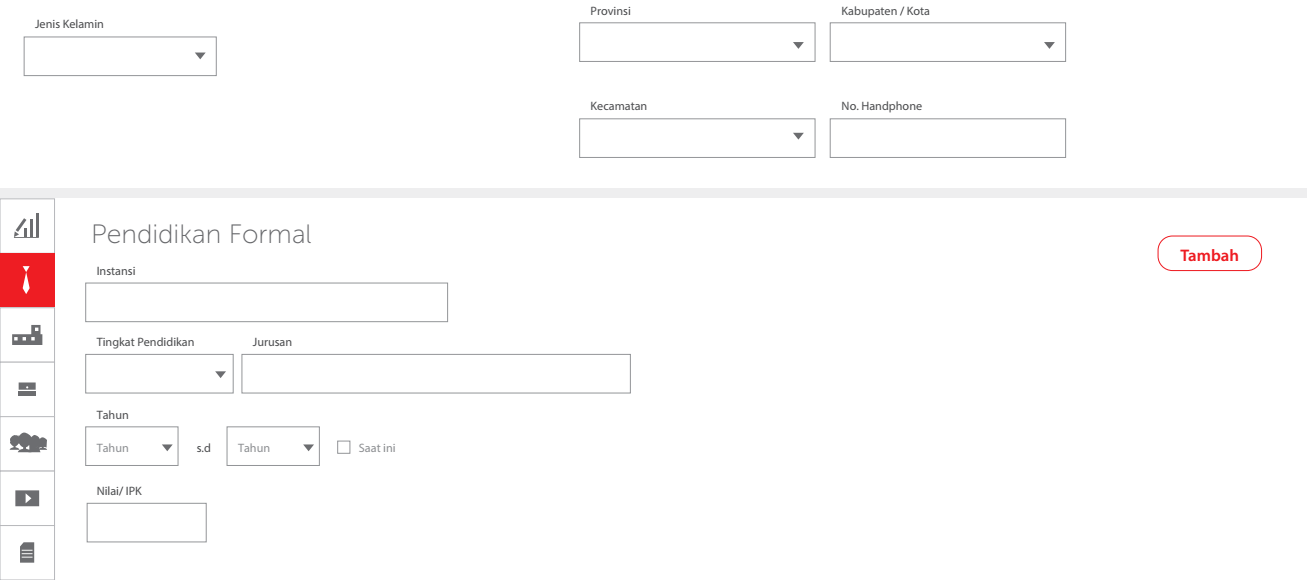 Provinsi
Kabupaten / Kota
Jenis Kelamin
Kecamatan
No. Handphone
Pendidikan Formal
Tambah
Instansi
Tingkat Pendidikan
Jurusan
Tahun
Tahun s.d Tahun Saat ini
Nilai/ IPK